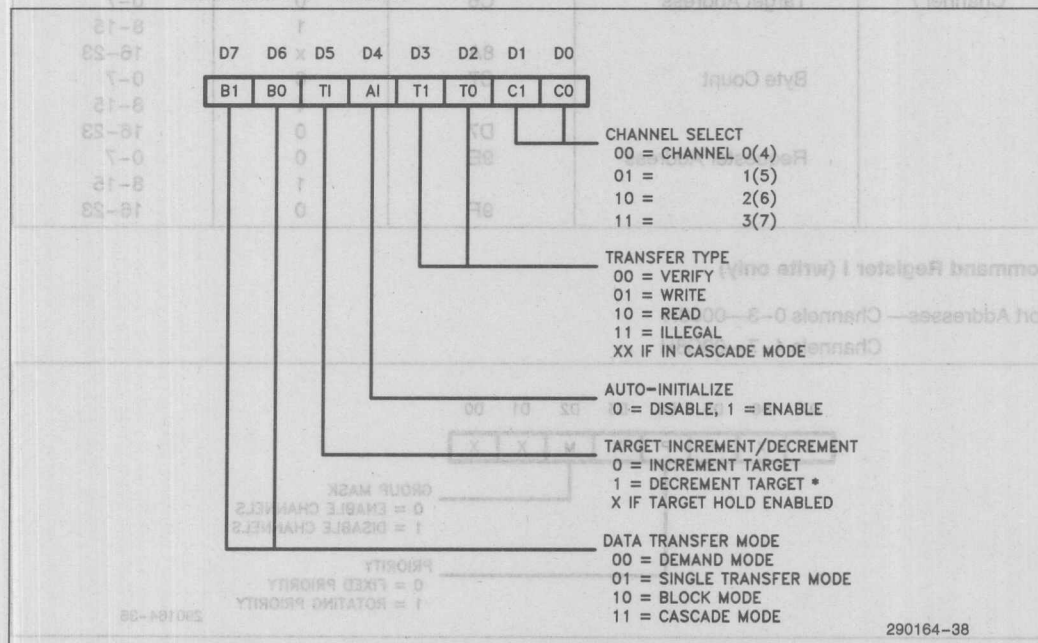 D7 D6 D5 D4 D3 D2 D1 D0
B1 B0 TI AI T1 T0 C1 C0
CHANNEL SELECT
00 = CHANNEL 0(4)
01 = 1(5)
10 = 2(6)
11 = 3(7)
TRANSFER TYPE
00 = VERIFY
01 = WRITE
10 = READ
11 = ILLEGAL
XX IF IN CASCADE MODE
AUTO-INITIALIZE
0 = DISABLE, 1 = ENABLE
TARGET INCREMENT/DECREMENT
0 = INCREMENT TARGET
1 = DECREMENT TARGET *
X IF TARGET HOLD ENABLED
DATA TRANSFER MODE
00 = DEMAND MODE
01 = SINGLE TRANSFER MODE
10 = BLOCK MODE
11 = CASCADE MODE
290164-38